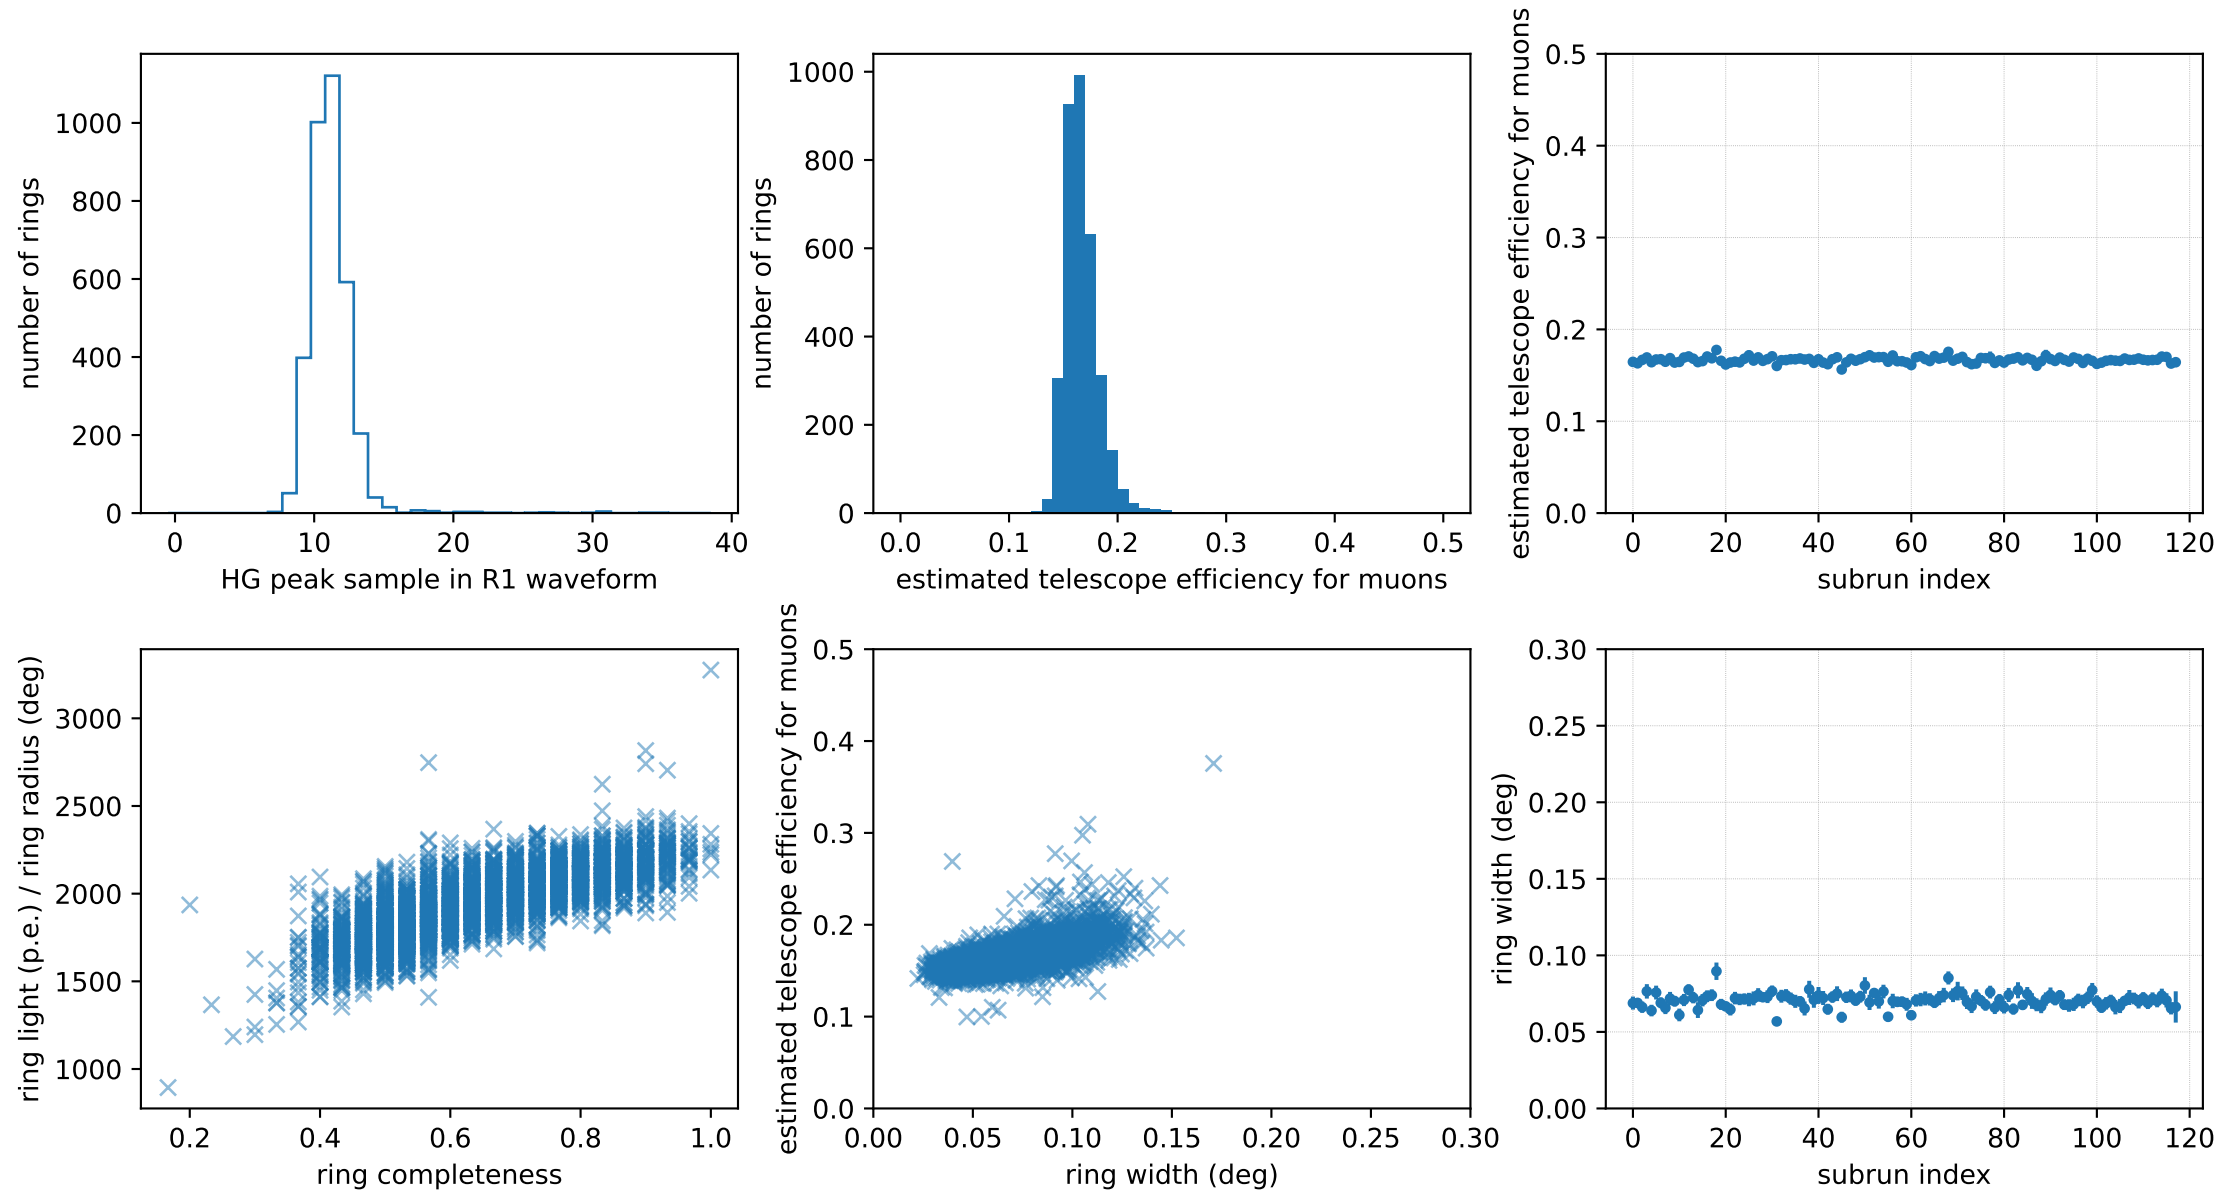 number of rings
1000
800
600
400
200
0
0 10 20 30 40
HG peak sample in R1 waveform
number of rings
1000
800
600
400
200
0
0.0 0.1 0.2 0.3 0.4 0.5
estimated telescope efficiency for muons
estimated telescope efficiency for muons
0.5
0.4
0.3
0.2
0.1
0.0
0 20 40 60 80 100 120
subrun index
ring light (p.e.) / ring radius (deg)
3000
2500
2000
1500
1000
0.2 0.4 0.6 0.8 1.0
ring completeness
estimated telescope efficiency for muons
0.5
0.4
0.3
0.2
0.1
0.0
0.00 0.05 0.10 0.15 0.20 0.25 0.30
ring width (deg)
ring width (deg)
0.30
0.25
0.20
0.15
0.10
0.05
0.00
0 20 40 60 80 100 120
subrun index